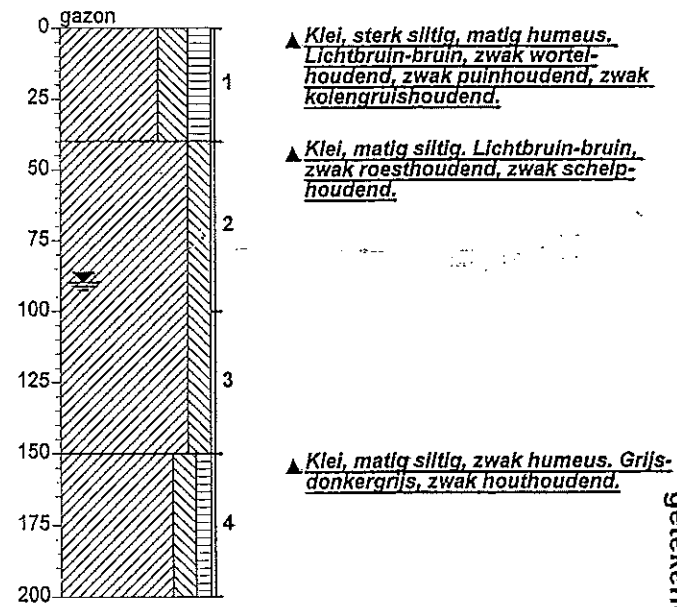 gazon
0
25
50
75
100
125
150
175
200
1
2
3
4
Klei, sterk siltig, matig humeus.
Lichtbruin-bruin, zwak wortel-
houdend, zwak puinhoudend, zwak
kolengruishoudend.
Klei, matig siltig. Lichtbruin-bruin,
zwak roesthoudend, zwak schelp-
houdend.
Klei, matig siltig, zwak humeus. Grijs-
donkergrijs, zwak houthoudend.